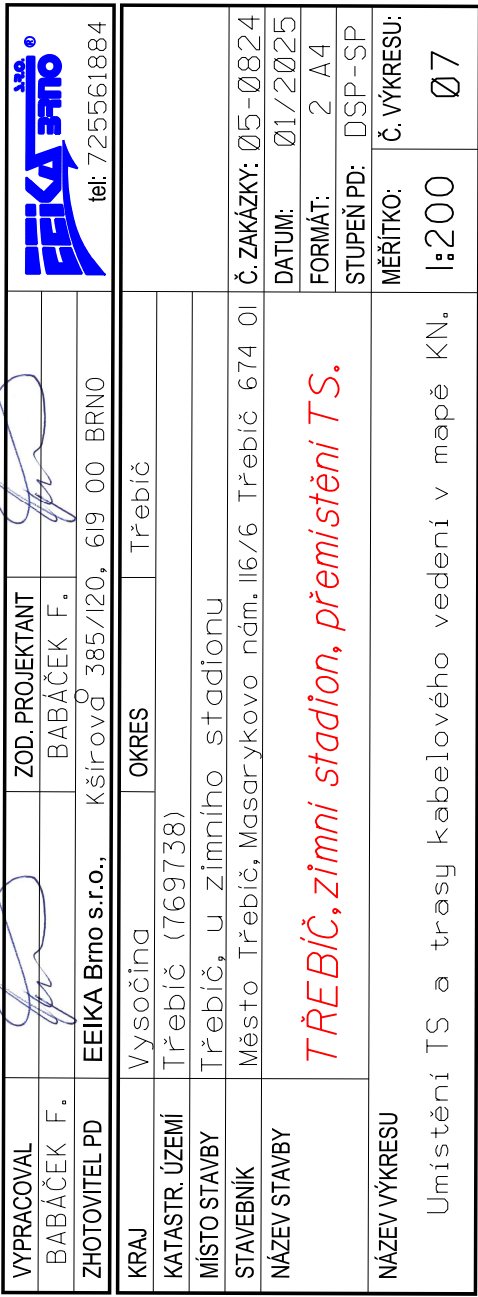 VYPRACOVAL ZOD. PROJEKTANT
BABÁČEK F. BABÁČEK F.
ZHOTOVITEL PD EEIKA Brno s.r.o., Kšírova 385/120, 619 00 BRNO
EEIKA BRNO s.r.o. ®
tel: 725561884
KRAJ Vysočina OKRES Třebíč
KATASTR. ÚZEMÍ Třebíč (769738)
MÍSTO STAVBY Třebíč, u zimního stadionu
STAVEBNÍK Město Třebíč, Masarykovo nám. 116/6 Třebíč 674 01
Č. ZAKÁZKY: 05-0824
NÁZEV STAVBY
TŘEBÍČ, zimní stadion, přemístění TS.
DATUM: 01/2025
FORMÁT: 2 A4
STUPEŇ PD: DSP-SP
NÁZEV VÝKRESU
Umístění TS a trasy kabelového vedení v mapě KN.
MĚŘÍTKO: 1:200
Č. VÝKRESU: 07